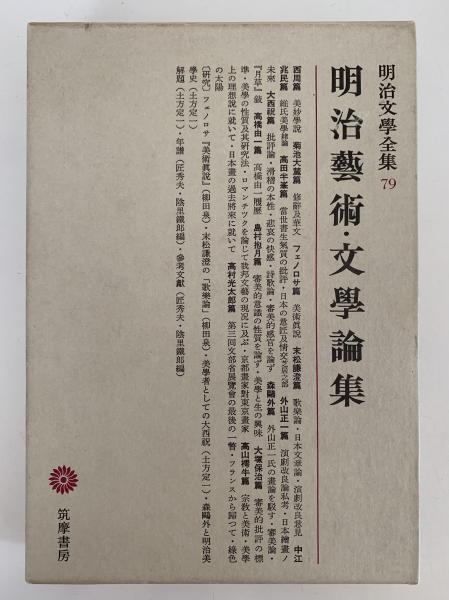 明治文學全集 79
明治藝術・文學論集
西周篇　美妙學說　菊池大麓篇　修辭及華文　フェノロサ篇　美術眞說　末松謙澄篇　歌樂論・日本文章論・演劇改良意見　中江
兆民篇　維氏美學緖論　高田半峯篇　當世書生氣質の批評・日本の意匠及情交　外山正一篇　演劇改良論私考・日本繪畫ノ
未來　大西祝篇　批評論・滑稽の本性・悲哀の快感・詩歌論・審美的感官を論ず　森鷗外篇　外山正一氏の畫論を駁す・審美論・
『月草』敍　高橋由一篇　高橋由一履歷　島村抱月篇　審美的意識の性質を論ず・美學と生の興味　大塚保治篇　審美的批評の標
準・美學の性質及其硏究法・ロマンチックを論じて我邦文藝の現況に及ぶ・京都畫家對東京畫家　高山樗牛篇　宗敎と美術・美學
上の理想說に就いて・日本畫の過去將來に就いて　高村光太郞篇　第三回文部省展覽會の最後の一瞥・フランスから歸つて・綠色
の太陽
〔硏究〕フェノロサ『美術眞說』（柳田泉）・末松謙澄の「歌樂論」（柳田泉）・美學者としての大西祝（土方定一）・森鷗外と明治美
學史（土方定一）
解題（土方定一）・年譜（匠秀夫・陰里鐵郞編）・參考文獻（匠秀夫・陰里鐵郞編）
筑摩書房